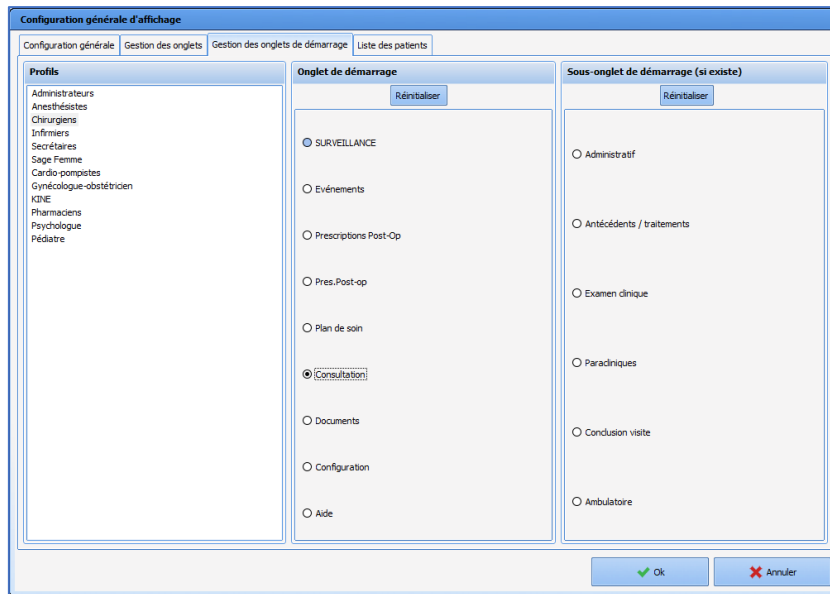 Configuration générale d'affichage
Configuration générale
Gestion des onglets
Gestion des onglets de démarrage
Liste des patients
Profils
Administrateurs
Anesthésistes
Chirurgiens
Infirmiers
Secrétaires
Sage Femme
Cardio-pompistes
Gynécologue-obstétricien
KINE
Pharmaciens
Psychologue
Pédiatre
Onglet de démarrage
Réinitialiser
SURVEILLANCE
Evénements
Prescriptions Post-Op
Pres.Post-op
Plan de soin
Consultation
Documents
Configuration
Aide
Sous-onglet de démarrage (si existe)
Réinitialiser
Administratif
Antécédents / traitements
Examen clinique
Paracliniques
Conclusion visite
Ambulatoire
Ok
Annuler